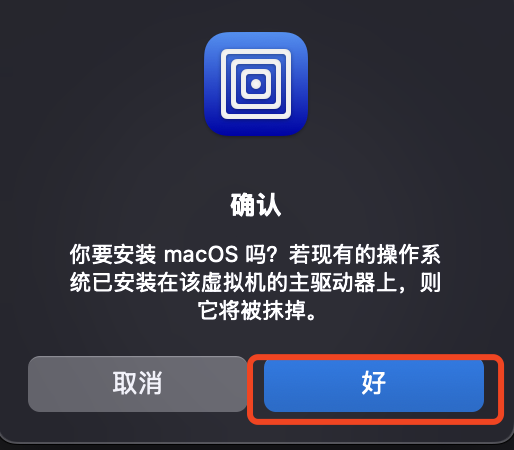 确认
你要安装 macOS 吗？若现有的操作系
统已安装在该虚拟机的主驱动器上，则
它将被抹掉。
取消
好